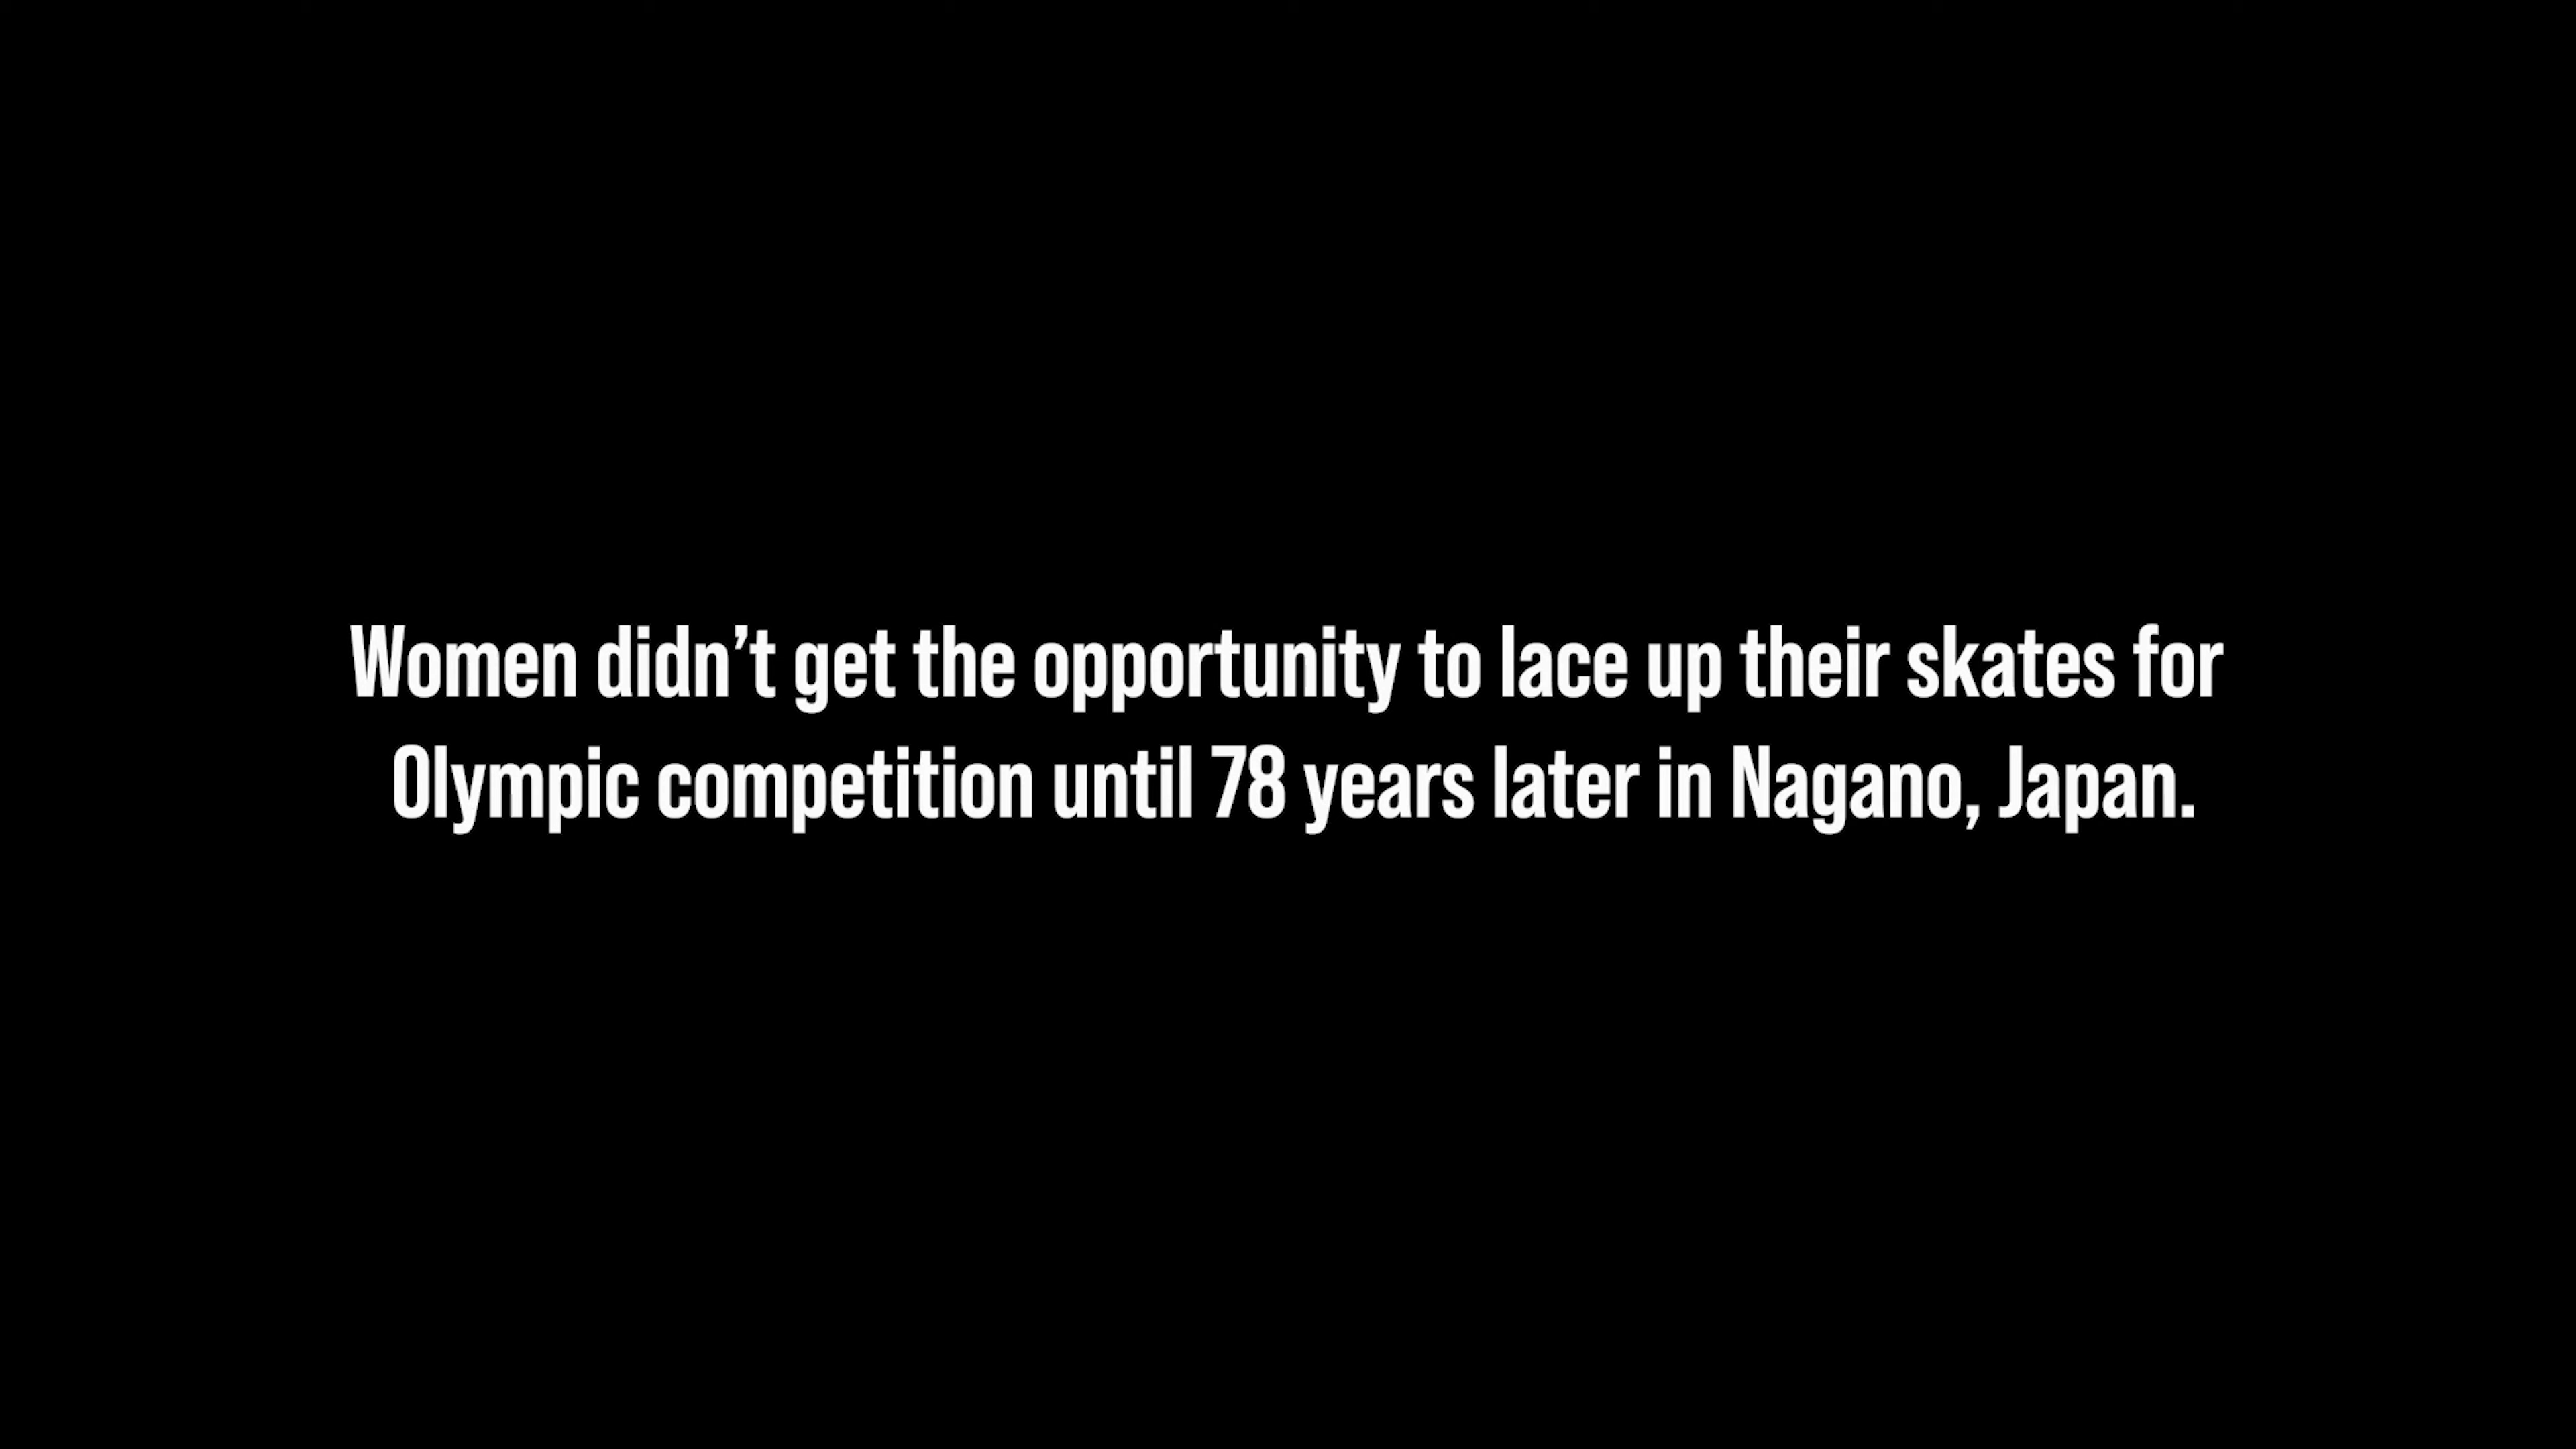 Women didn’t get the opportunity to lace up their skates for
Olympic competition until 78 years later in Nagano, Japan.